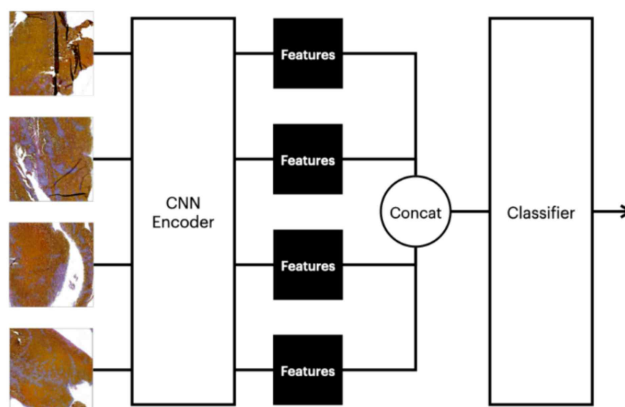 Features
Features
CNN
Encoder
Concat
Classifier
Features
Features